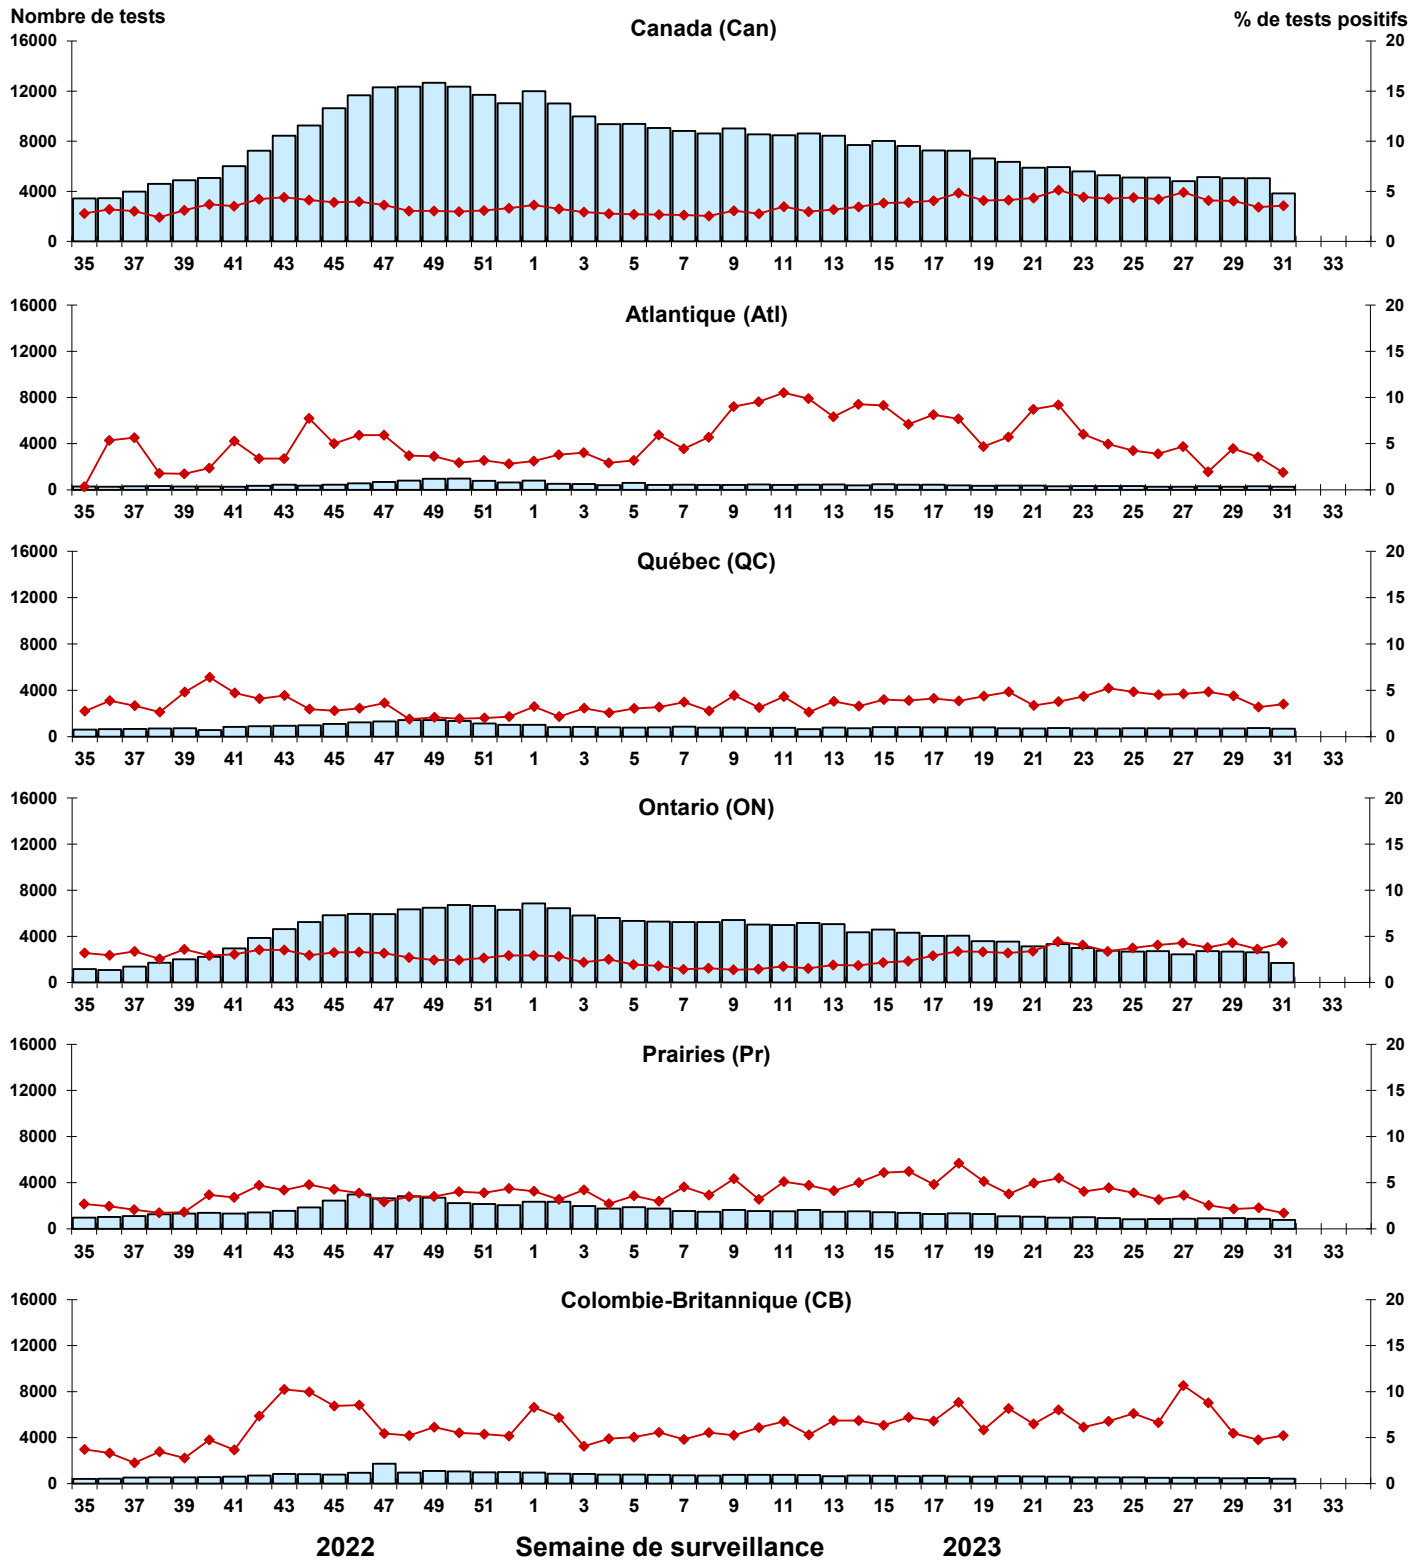 Nombre de tests
% de tests positifs
Canada (Can)
16000 20
12000 15
8000 10
4000 5
0 0
35 37 39 41 43 45 47 49 51 1 3 5 7 9 11 13 15 17 19 21 23 25 27 29 31 33
Atlantique (Atl)
16000 20
12000 15
8000 10
4000 5
0 0
35 37 39 41 43 45 47 49 51 1 3 5 7 9 11 13 15 17 19 21 23 25 27 29 31 33
Québec (QC)
16000 20
12000 15
8000 10
4000 5
0 0
35 37 39 41 43 45 47 49 51 1 3 5 7 9 11 13 15 17 19 21 23 25 27 29 31 33
Ontario (ON)
16000 20
12000 15
8000 10
4000 5
0 0
35 37 39 41 43 45 47 49 51 1 3 5 7 9 11 13 15 17 19 21 23 25 27 29 31 33
Prairies (Pr)
16000 20
12000 15
8000 10
4000 5
0 0
35 37 39 41 43 45 47 49 51 1 3 5 7 9 11 13 15 17 19 21 23 25 27 29 31 33
Colombie-Britannique (CB)
16000 20
12000 15
8000 10
4000 5
0 0
35 37 39 41 43 45 47 49 51 1 3 5 7 9 11 13 15 17 19 21 23 25 27 29 31 33
2022 Semaine de surveillance 2023